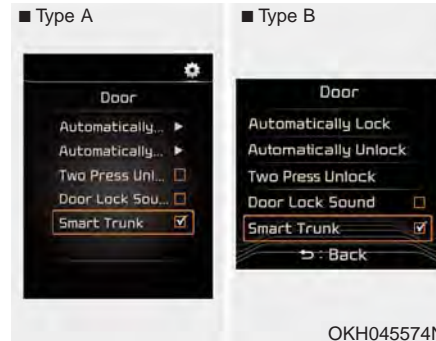 ■ Type A
■ Type B
Door
Automatically...
Automatically...
Two Press Unl...
Door Lock Sou...
Smart Trunk
Door
Automatically Lock
Automatically Unlock
Two Press Unlock
Door Lock Sound
Smart Trunk
: Back
OKH045574N